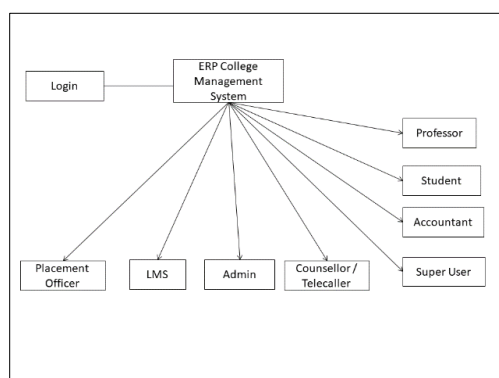 ERP College
Management
System
Login
Professor
Student
Accountant
Super User
Placement
Officer
LMS
Admin
Counsellor /
Telecaller